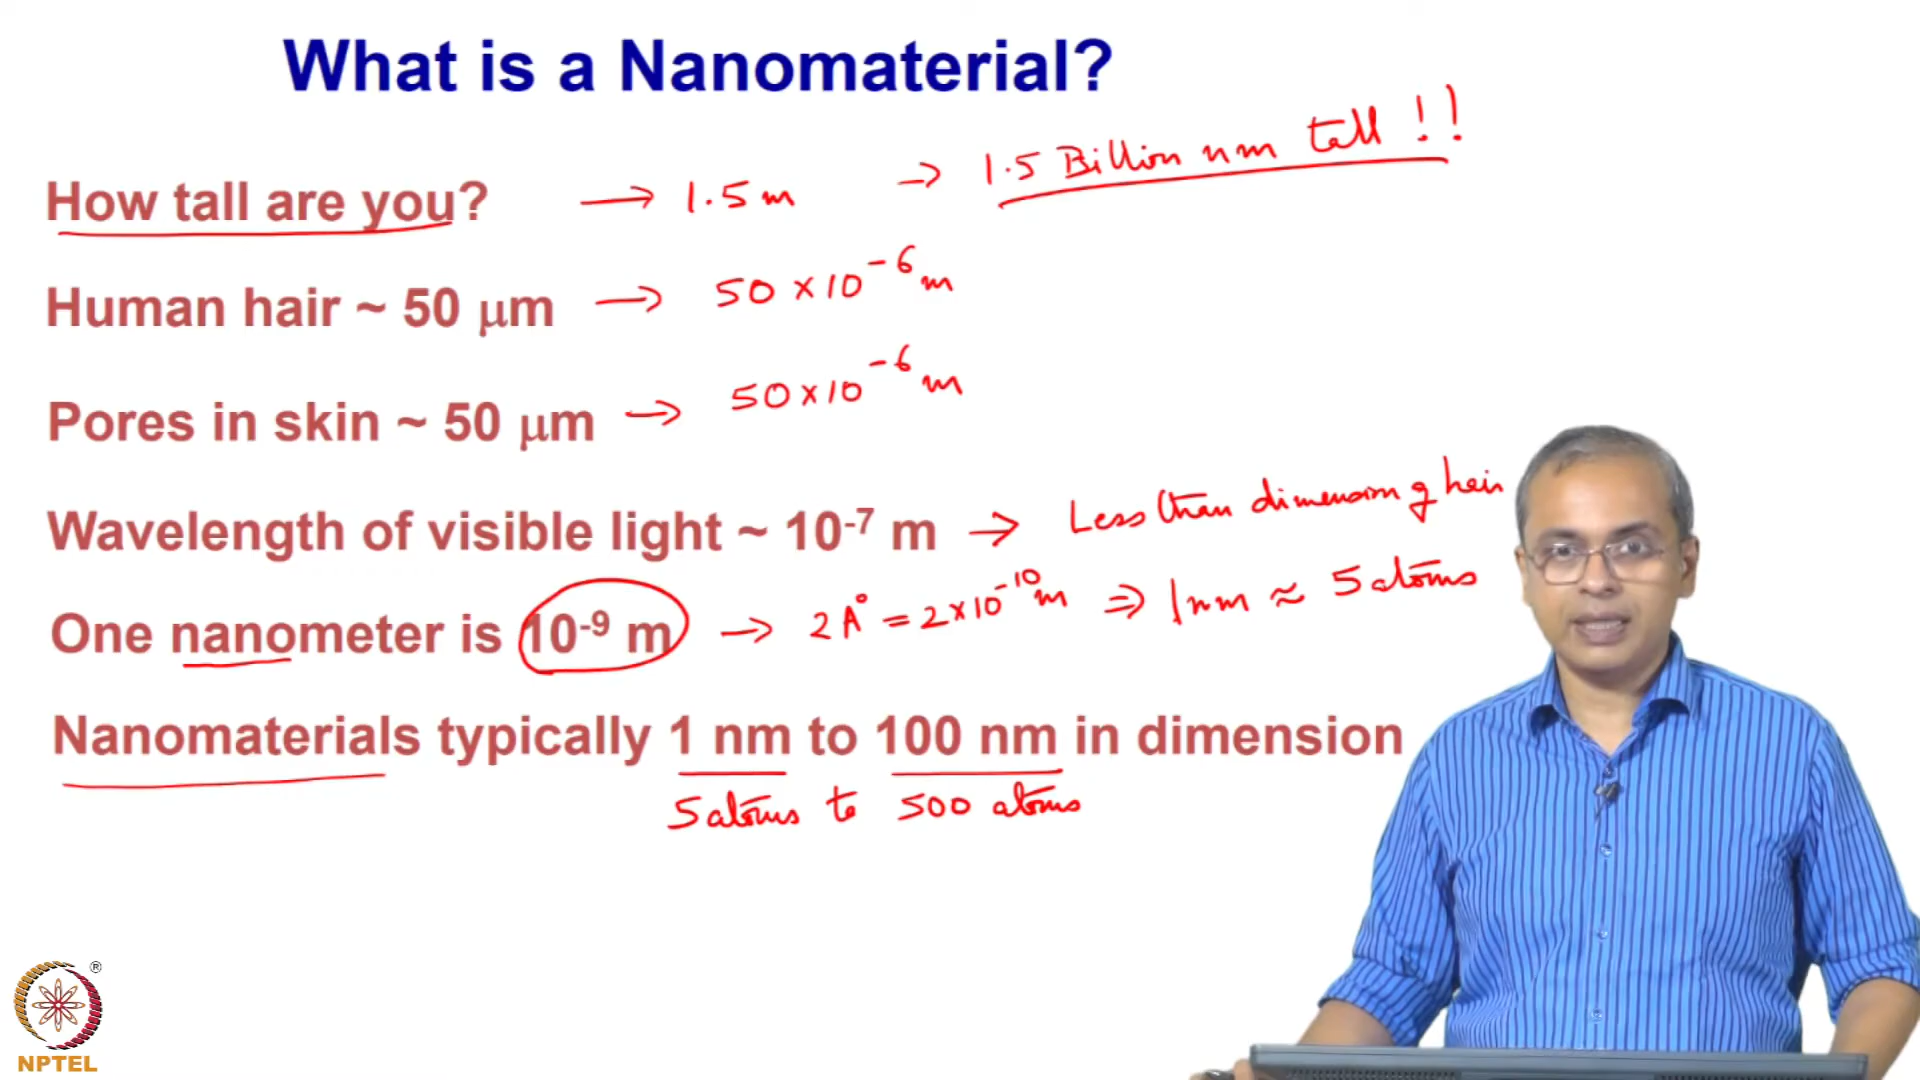 What is a Nanomaterial?
How tall are you? → 1.5 m → 1.5 Billion nm tall !!
Human hair ~ 50 μm → 50 × 10⁻⁶ m
Pores in skin ~ 50 μm → 50 × 10⁻⁶ m
Wavelength of visible light ~ 10⁻⁷ m → Less than dimension of hair
One nanometer is 10⁻⁹ m → 2 A° = 2 × 10⁻¹⁰ m ⇒ 1 nm ≈ 5 atoms
Nanomaterials typically 1 nm to 100 nm in dimension
5 atoms to 500 atoms
®
NPTEL